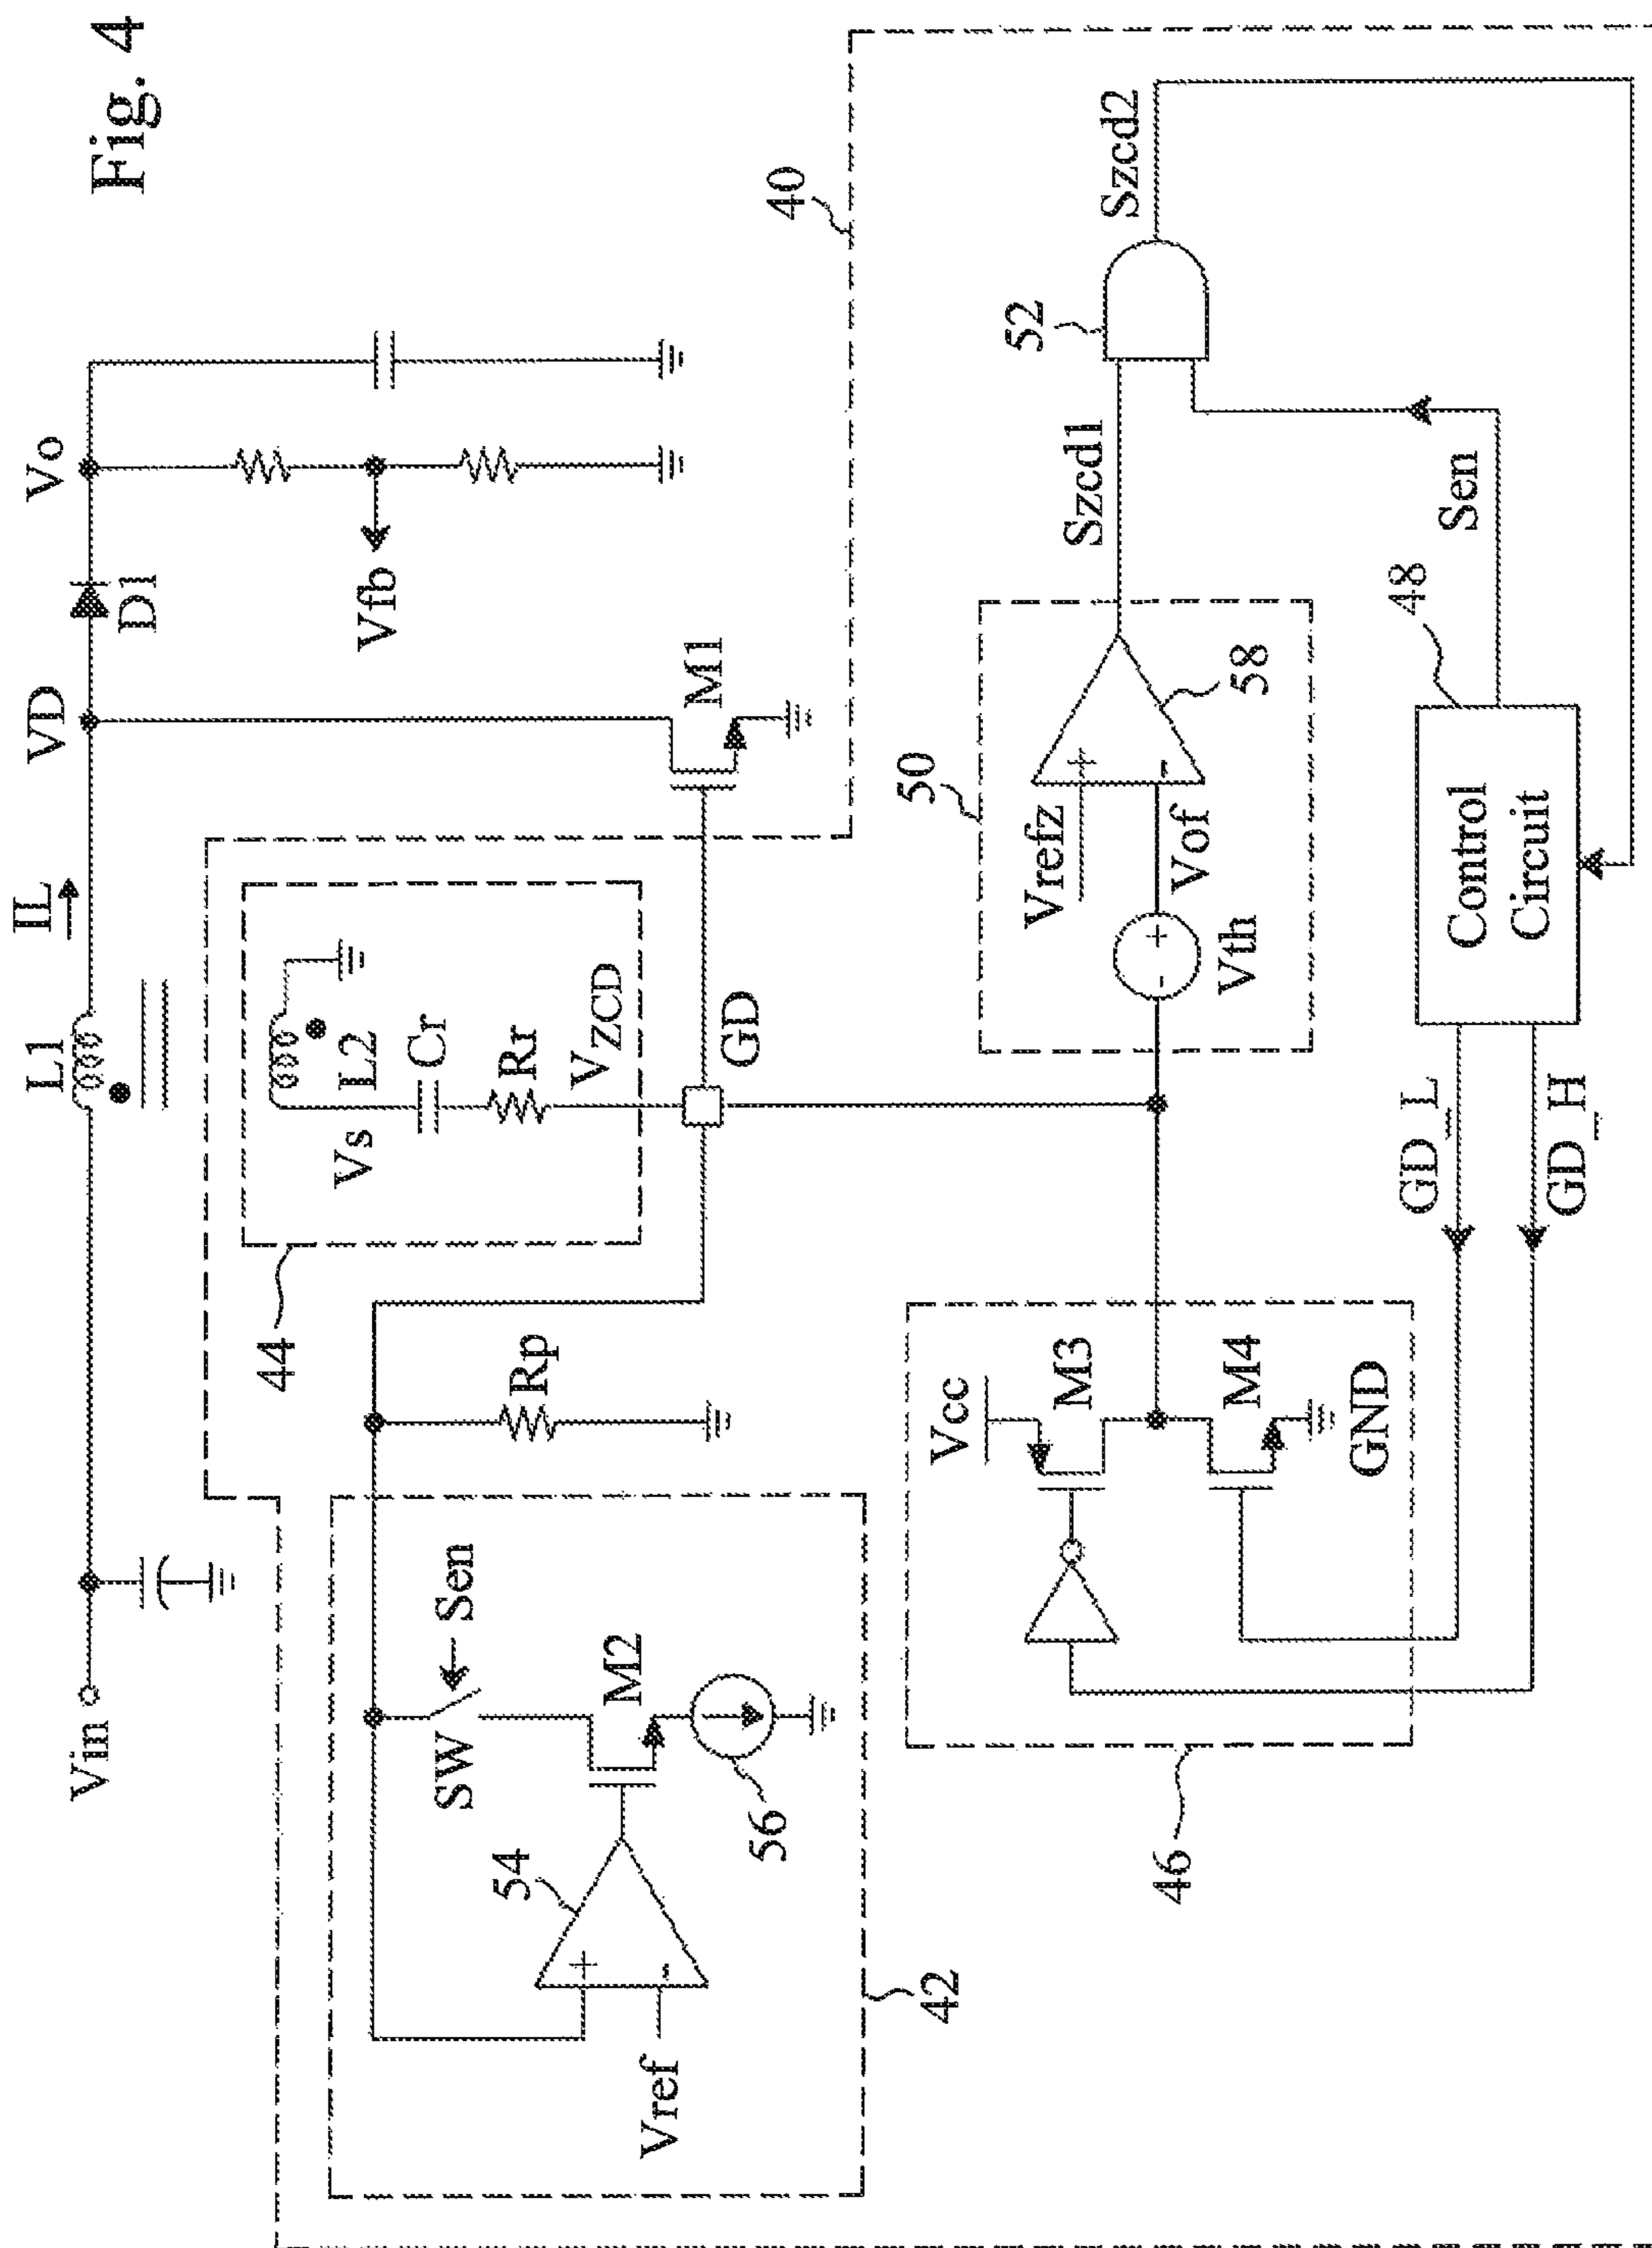 Fig. 4
Vin
L1
IL
VD
D1
Vo
Vfb
M1
44
L2
Vs
Cr
Rr
VZCD
GD
Rp
40
42
SW
Sen
M2
54
56
Vref
46
Vcc
M3
M4
GND
50
Vrefz
+
-
Vof
- +
Vth
58
Szcd1
52
Szcd2
Sen
48
Control
Circuit
GD_L
GD_H
+
-